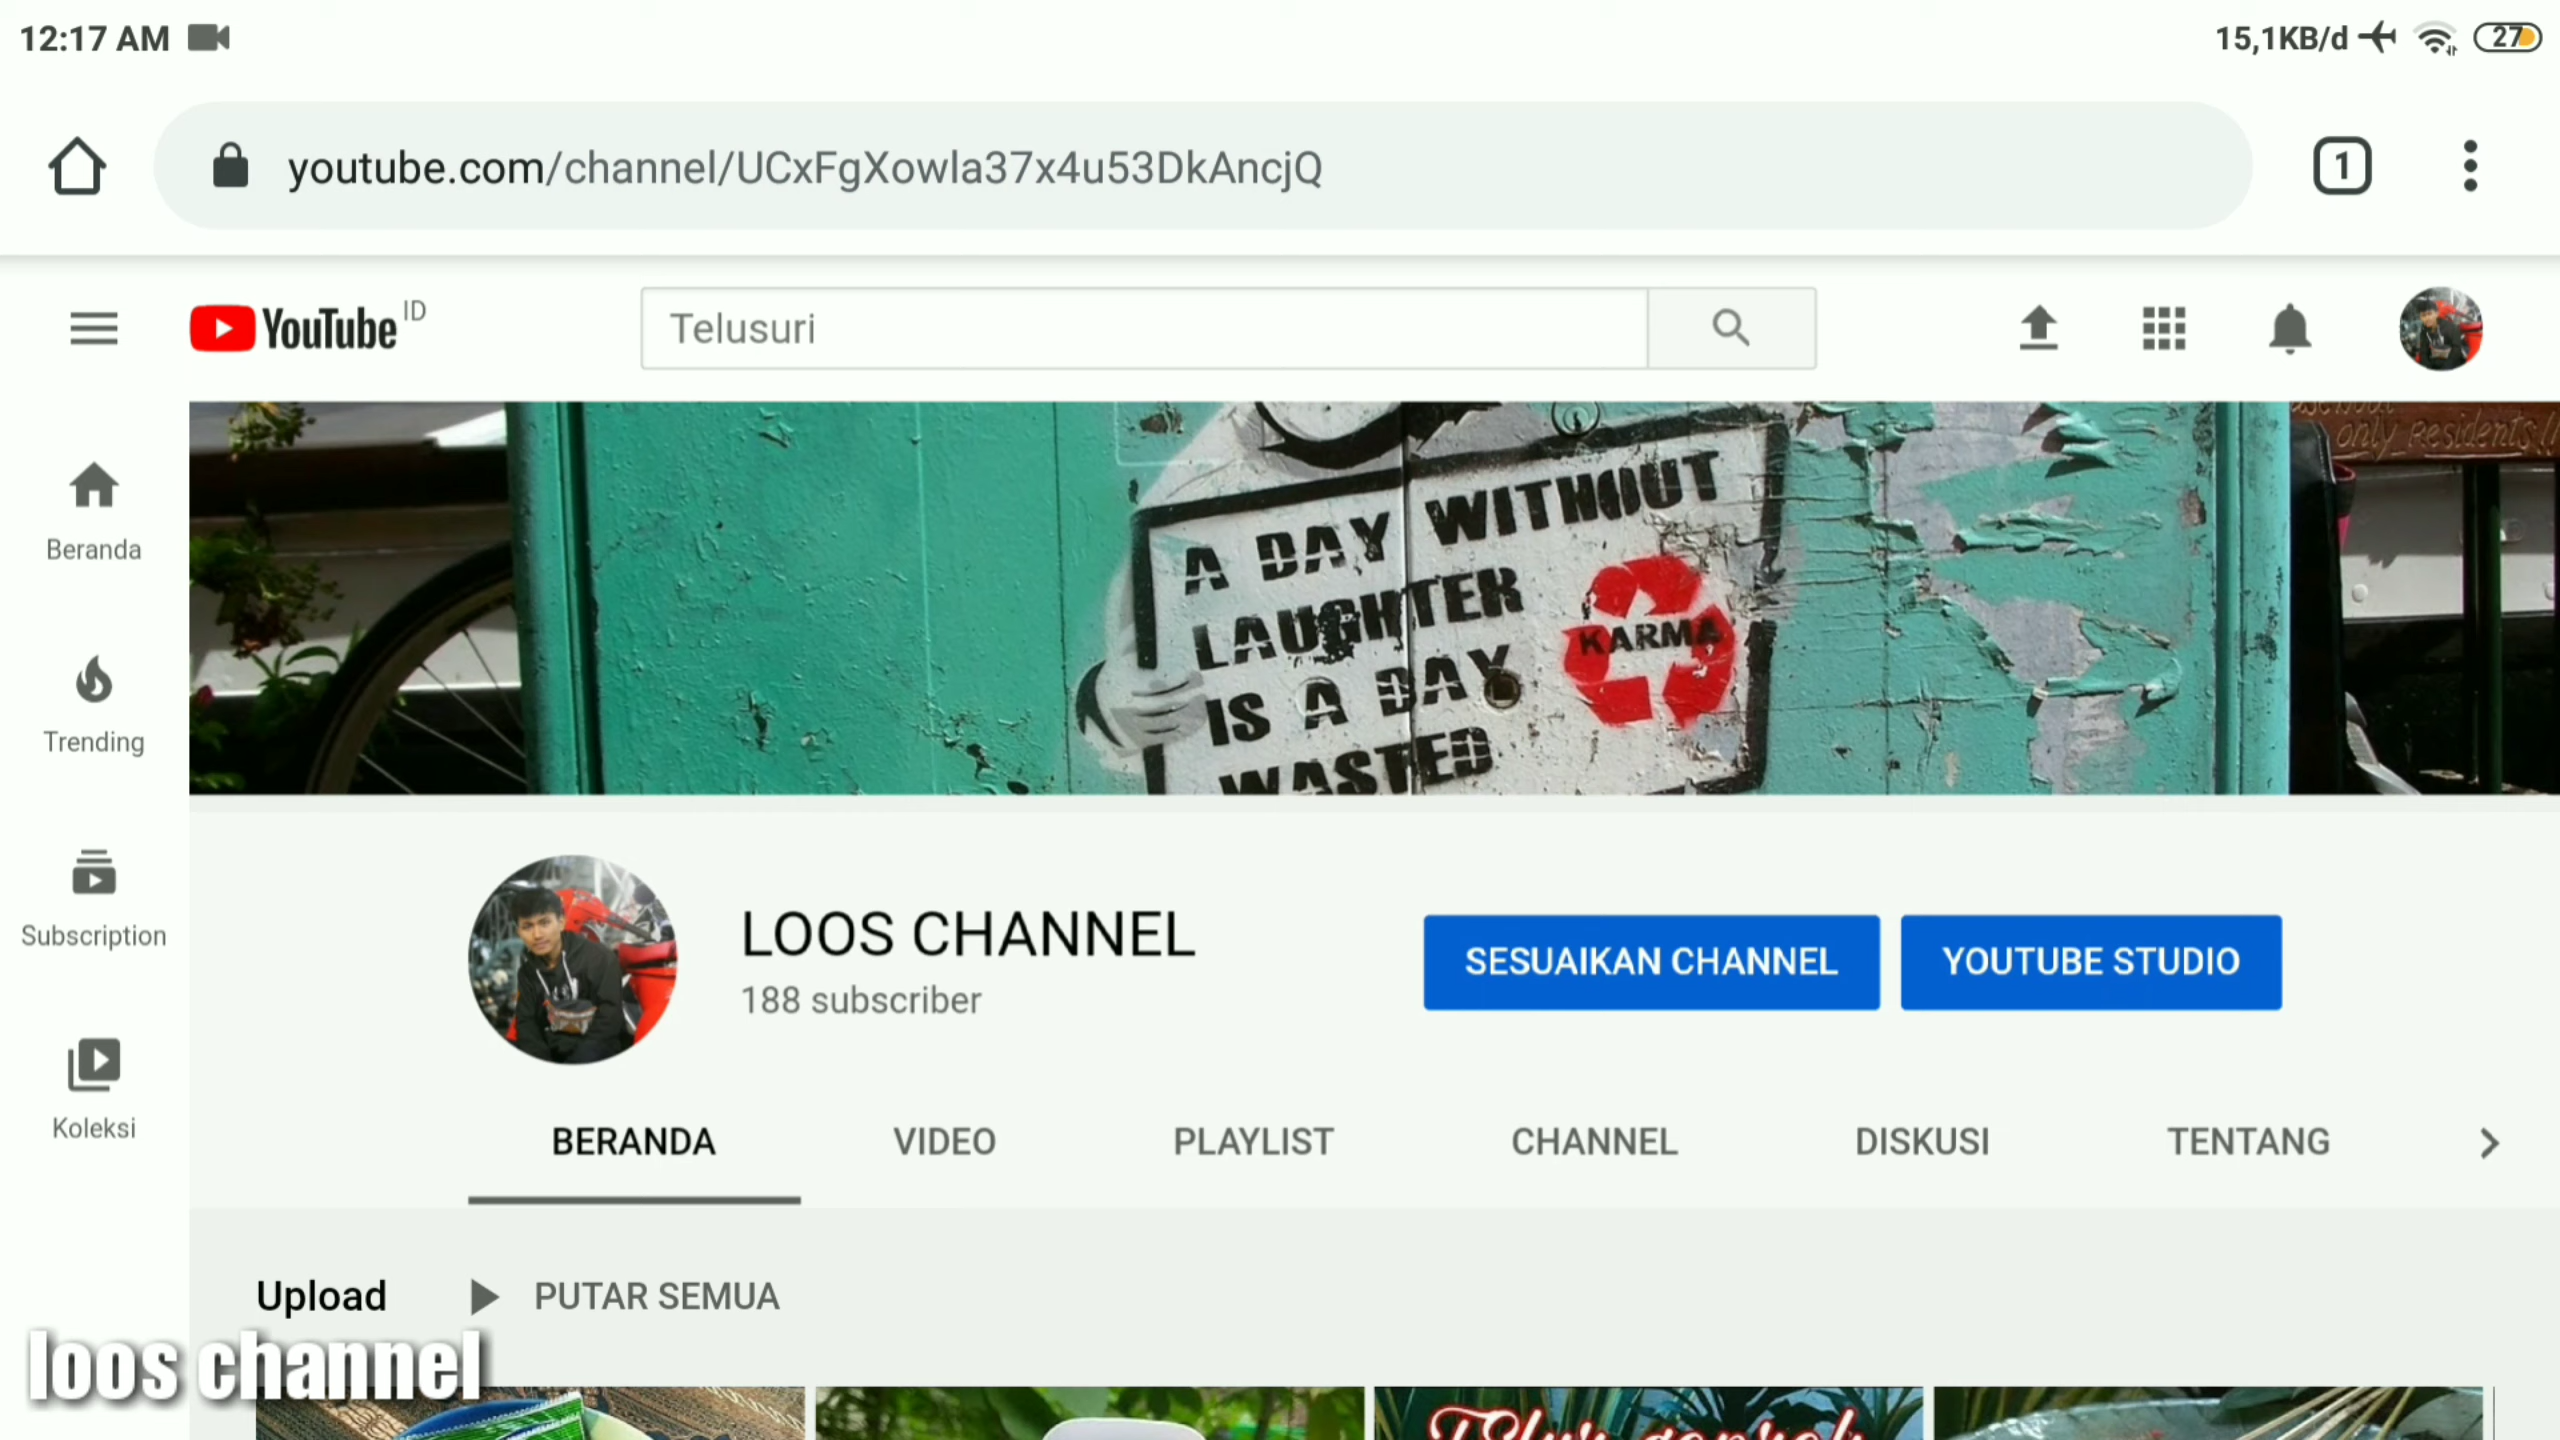 12:17 AM
15,1KB/d
27
youtube.com/channel/UCxFgXowla37x4u53DkAncjQ
1
YouTube ID
Telusuri
Beranda
Trending
Subscription
Koleksi
only Residents!!
A DAY WITHOUT
LAUGHTER
IS A DAY
WASTED
KARMA
LOOS CHANNEL
188 subscriber
SESUAIKAN CHANNEL
YOUTUBE STUDIO
BERANDA
VIDEO
PLAYLIST
CHANNEL
DISKUSI
TENTANG
Upload
PUTAR SEMUA
loos channel